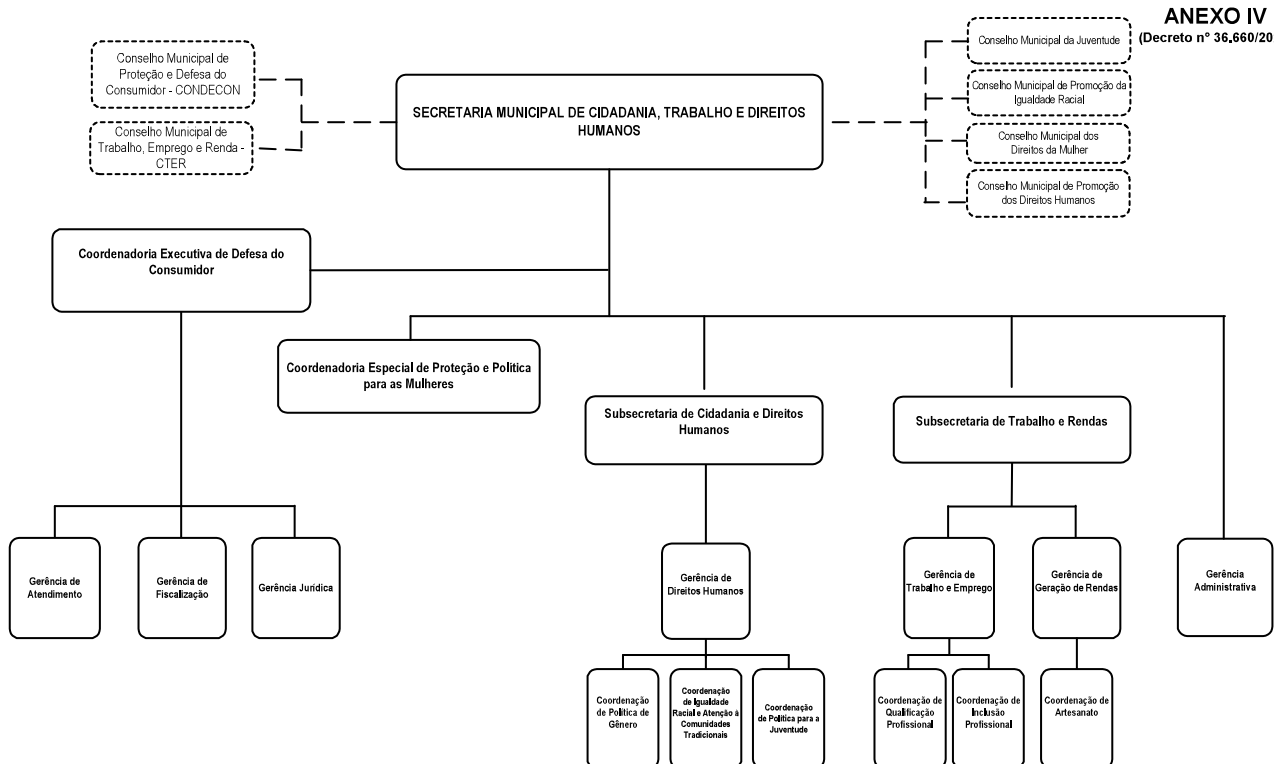 ANEXO IV
(Decreto nº 36.660/20
Conselho Municipal de
Proteção e Defesa do
Consumidor - CONDECON
Conselho Municipal de
Trabalho, Emprego e Renda -
CTER
SECRETARIA MUNICIPAL DE CIDADANIA, TRABALHO E DIREITOS
HUMANOS
Conselho Municipal da Juventude
Conselho Municipal de Promoção da
Igualdade Racial
Conselho Municipal dos
Direitos da Mulher
Conselho Municipal de Promoção
dos Direitos Humanos
Coordenadoria Executiva de Defesa do
Consumidor
Coordenadoria Especial de Proteção e Politica
para as Mulheres
Subsecretaria de Cidadania e Direitos
Humanos
Subsecretaria de Trabalho e Rendas
Gerência de
Atendimento
Gerência de
Fiscalização
Gerência Jurídica
Gerência de
Direitos Humanos
Gerência de
Trabalho e Emprego
Gerência de
Geração de Rendas
Gerência
Administrativa
Coordenação
de Politica de
Gênero
Coordenação
de Igualdade
Racial e Atenção á
Comunidades
Tradicionais
Coordenação
de Politica para a
Juventude
Coordenação de
Qualificação
Profissional
Coordenação de
Inclusão
Profissional
Coordenação de
Artesanato